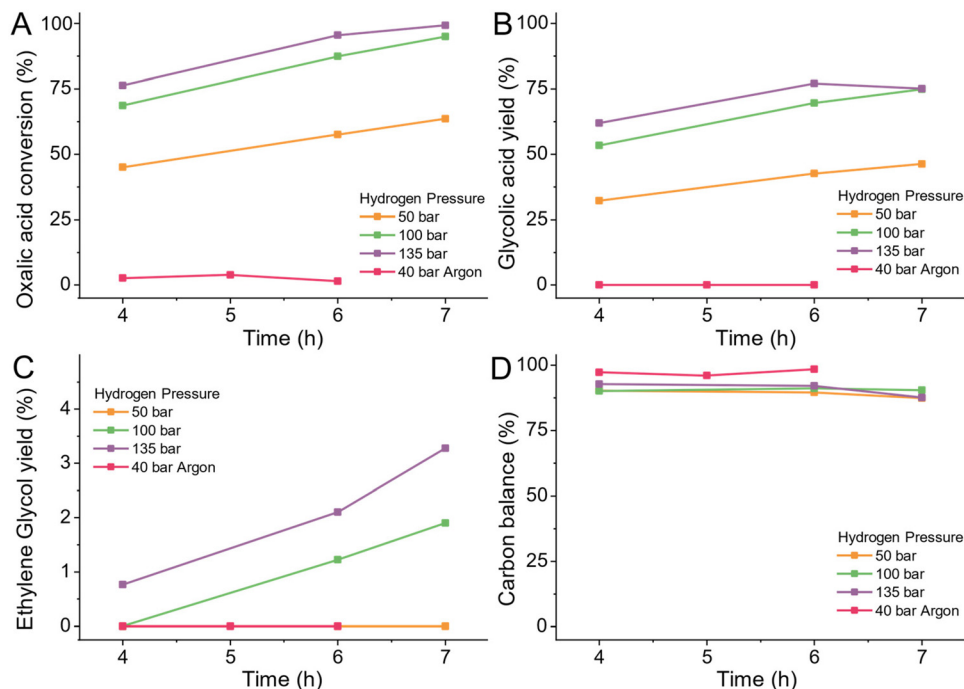 A
Oxalic acid conversion (%)
100
75
50
25
0
Hydrogen Pressure
50 bar
100 bar
135 bar
40 bar Argon
4 5 6 7
Time (h)
B
Glycolic acid yield (%)
100
75
50
25
0
Hydrogen Pressure
50 bar
100 bar
135 bar
40 bar Argon
4 5 6 7
Time (h)
C
Ethylene Glycol yield (%)
4
3
2
1
0
Hydrogen Pressure
50 bar
100 bar
135 bar
40 bar Argon
4 5 6 7
Time (h)
D
Carbon balance (%)
100
75
50
25
0
Hydrogen Pressure
50 bar
100 bar
135 bar
40 bar Argon
4 5 6 7
Time (h)